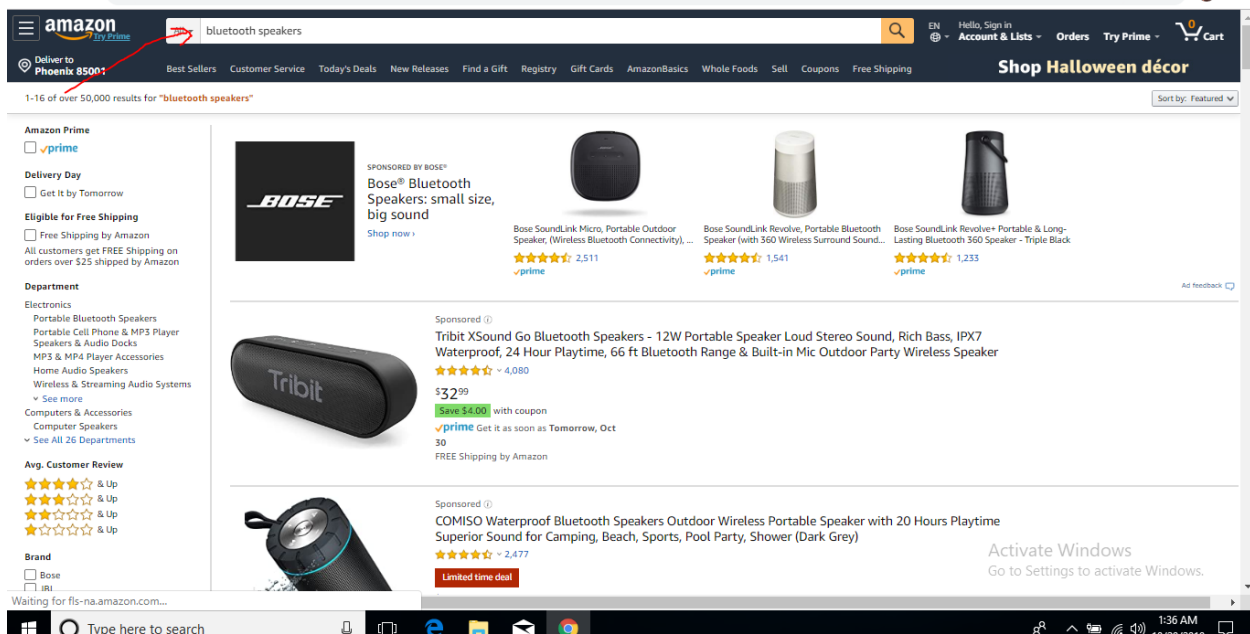 amazon
Try Prime
bluetooth speakers
EN
Hello, Sign in
Account & Lists
Orders
Try Prime
0
Cart
Deliver to
Phoenix 85001
Best Sellers Customer Service Today's Deals New Releases Find a Gift Registry Gift Cards AmazonBasics Whole Foods Sell Coupons Free Shipping
Shop Halloween décor
1-16 of over 50,000 results for "bluetooth speakers"
Sort by: Featured
Amazon Prime
prime
Delivery Day
Get It by Tomorrow
Eligible for Free Shipping
Free Shipping by Amazon
All customers get FREE Shipping on
orders over $25 shipped by Amazon
Department
Electronics
Portable Bluetooth Speakers
Portable Cell Phone & MP3 Player
Speakers & Audio Docks
MP3 & MP4 Player Accessories
Home Audio Speakers
Wireless & Streaming Audio Systems
See more
Computers & Accessories
Computer Speakers
See All 26 Departments
Avg. Customer Review
& Up
& Up
& Up
& Up
Brand
Bose
JBL
BOSE
SPONSORED BY BOSE®
Bose® Bluetooth
Speakers: small size,
big sound
Shop now ›
Bose SoundLink Micro, Portable Outdoor
Speaker, (Wireless Bluetooth Connectivity), ...
2,511
prime
Bose SoundLink Revolve, Portable Bluetooth
Speaker (with 360 Wireless Surround Sound...
1,541
prime
Bose SoundLink Revolve+ Portable & Long-
Lasting Bluetooth 360 Speaker - Triple Black
1,233
prime
Ad feedback
Tribit
Sponsored
Tribit XSound Go Bluetooth Speakers - 12W Portable Speaker Loud Stereo Sound, Rich Bass, IPX7
Waterproof, 24 Hour Playtime, 66 ft Bluetooth Range & Built-in Mic Outdoor Party Wireless Speaker
4,080
$3299
Save $4.00 with coupon
prime Get it as soon as Tomorrow, Oct
30
FREE Shipping by Amazon
Sponsored
COMISO Waterproof Bluetooth Speakers Outdoor Wireless Portable Speaker with 20 Hours Playtime
Superior Sound for Camping, Beach, Sports, Pool Party, Shower (Dark Grey)
2,477
Limited time deal
Activate Windows
Go to Settings to activate Windows.
Waiting for fls-na.amazon.com...
Type here to search
1:36 AM